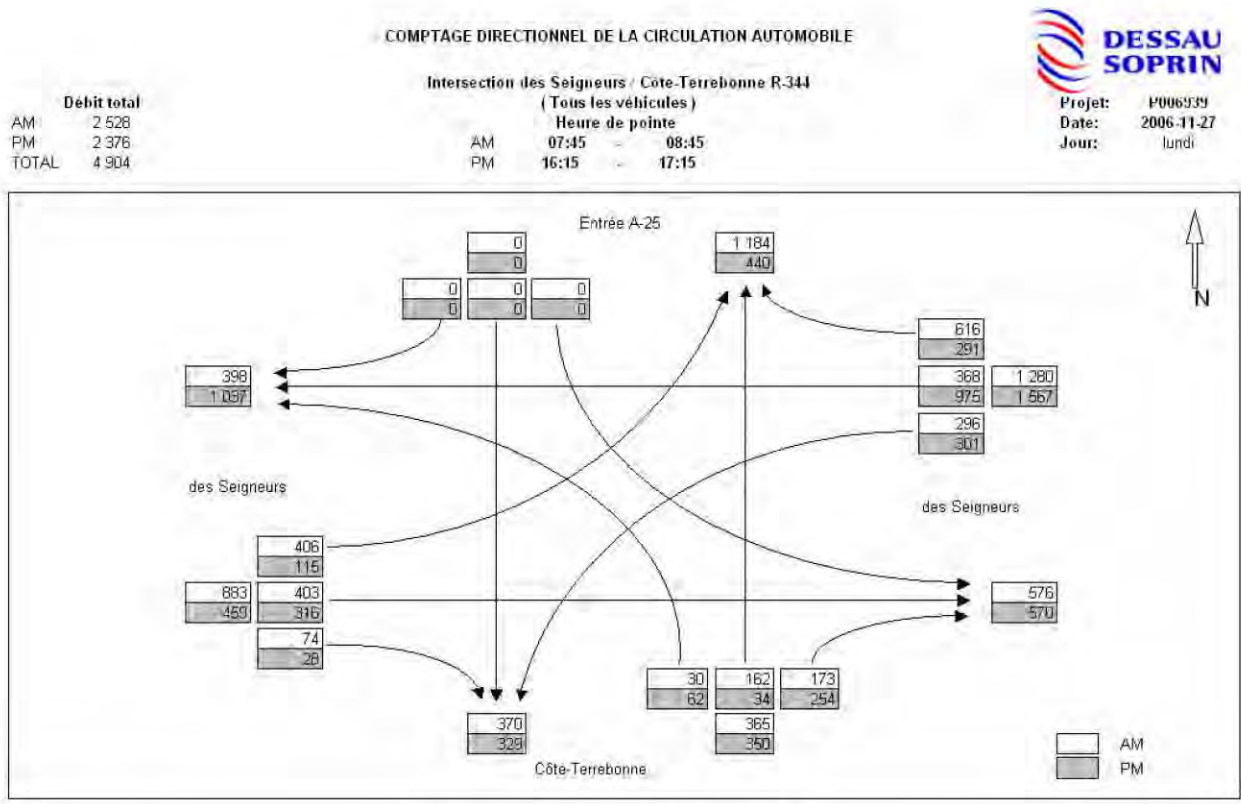 COMPTAGE DIRECTIONNEL DE LA CIRCULATION AUTOMOBILE
DESSAU
SOPRIN
Intersection des Seigneurs / Côte-Terrebonne R-344
Débit total
( Tous les véhicules )
Projet: P006939
AM 2 528
Heure de pointe
Date: 2006-11-27
PM 2 376
AM 07:45 - 08:45
Jour: lundi
TOTAL 4 904
PM 16:15 - 17:15
Entrée A-25
0
0
1 184
440
0 0 0
0 0 0
N
616
291
398
1 037
368 1 280
975 1 567
296
301
des Seigneurs
des Seigneurs
406
115
883 403
459 316
576
570
74
28
30 162 173
62 34 254
370
329
365
350
AM
PM
Côte-Terrebonne